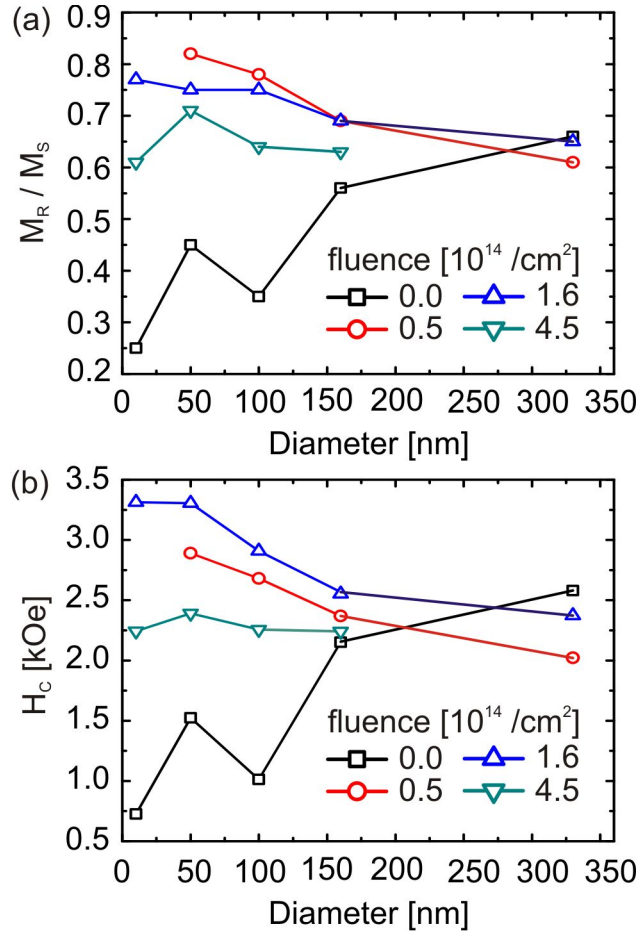 (a)
0.9
0.8
0.7
0.6
0.5
0.4
0.3
0.2
M_R / M_S
fluence [10^14 /cm^2]
0.0 1.6
0.5 4.5
0 50 100 150 200 250 300 350
Diameter [nm]
(b)
3.5
3.0
2.5
2.0
1.5
1.0
0.5
H_C [kOe]
fluence [10^14 /cm^2]
0.0 1.6
0.5 4.5
0 50 100 150 200 250 300 350
Diameter [nm]